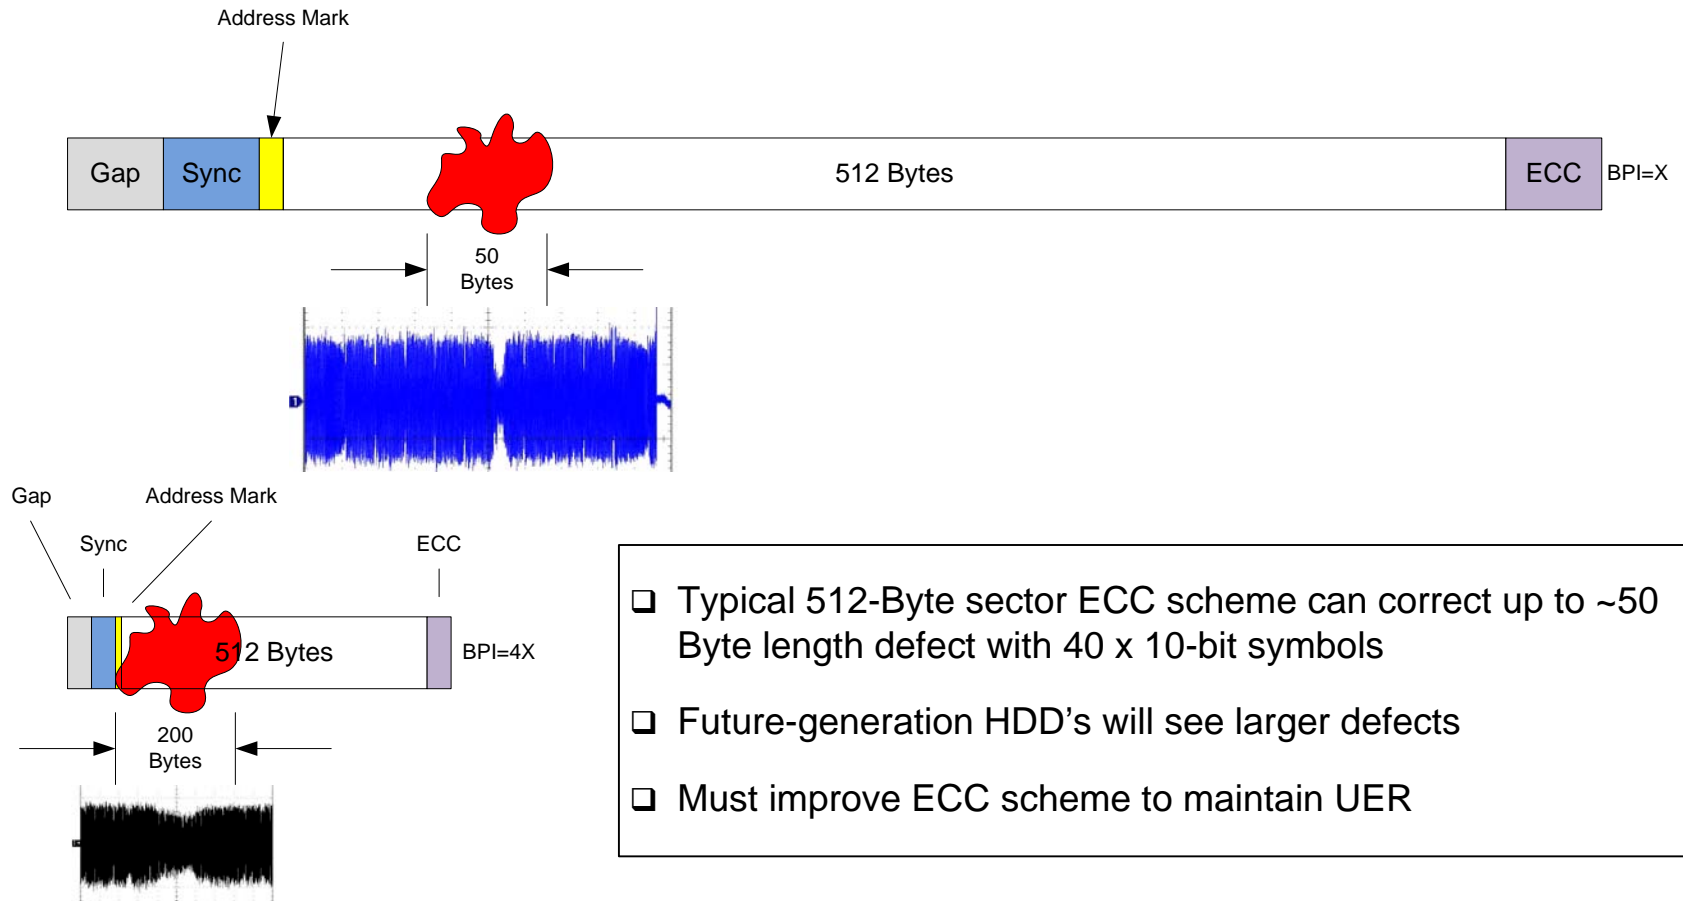 Address Mark
Gap
Sync
512 Bytes
ECC
BPI=X
50
Bytes
1
Gap
Address Mark
Sync
ECC
512 Bytes
BPI=4X
200
Bytes
❑ Typical 512-Byte sector ECC scheme can correct up to ~50
Byte length defect with 40 x 10-bit symbols
❑ Future-generation HDD's will see larger defects
❑ Must improve ECC scheme to maintain UER